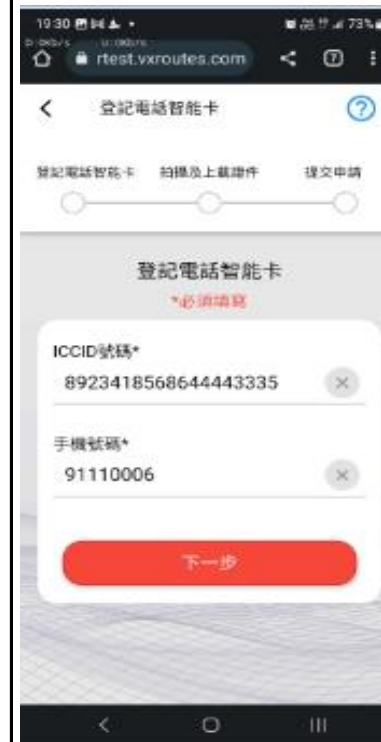 19:30
73%
rtest.vxroutes.com
登記電話智能卡
登記電話智能卡 拍攝及上載證件 提交申請
登記電話智能卡
*必須填寫
ICCID號碼*
8923418568644443335
手機號碼*
91110006
下一步